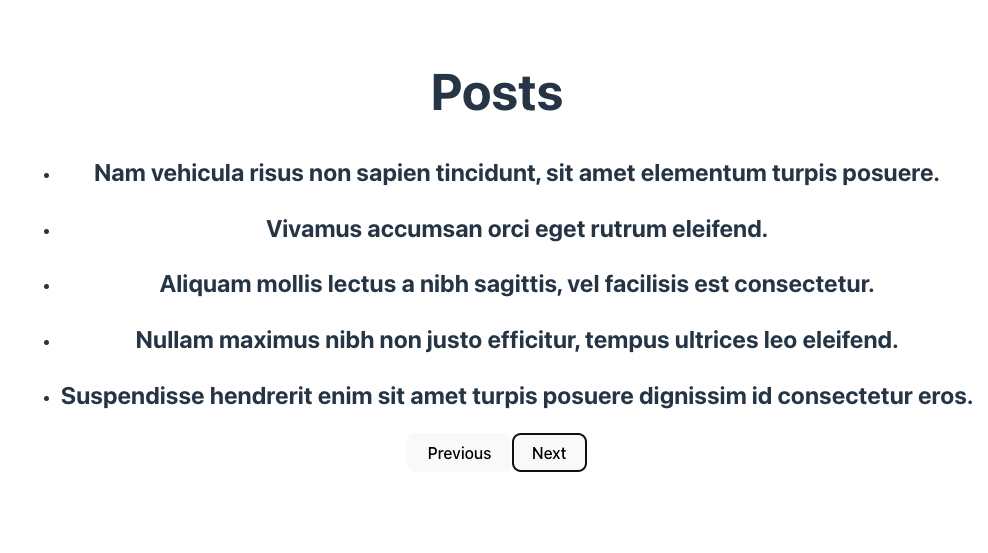 Posts
Nam vehicula risus non sapien tincidunt, sit amet elementum turpis posuere.
Vivamus accumsan orci eget rutrum eleifend.
Aliquam mollis lectus a nibh sagittis, vel facilisis est consectetur.
Nullam maximus nibh non justo efficitur, tempus ultrices leo eleifend.
Suspendisse hendrerit enim sit amet turpis posuere dignissim id consectetur eros.
Previous Next